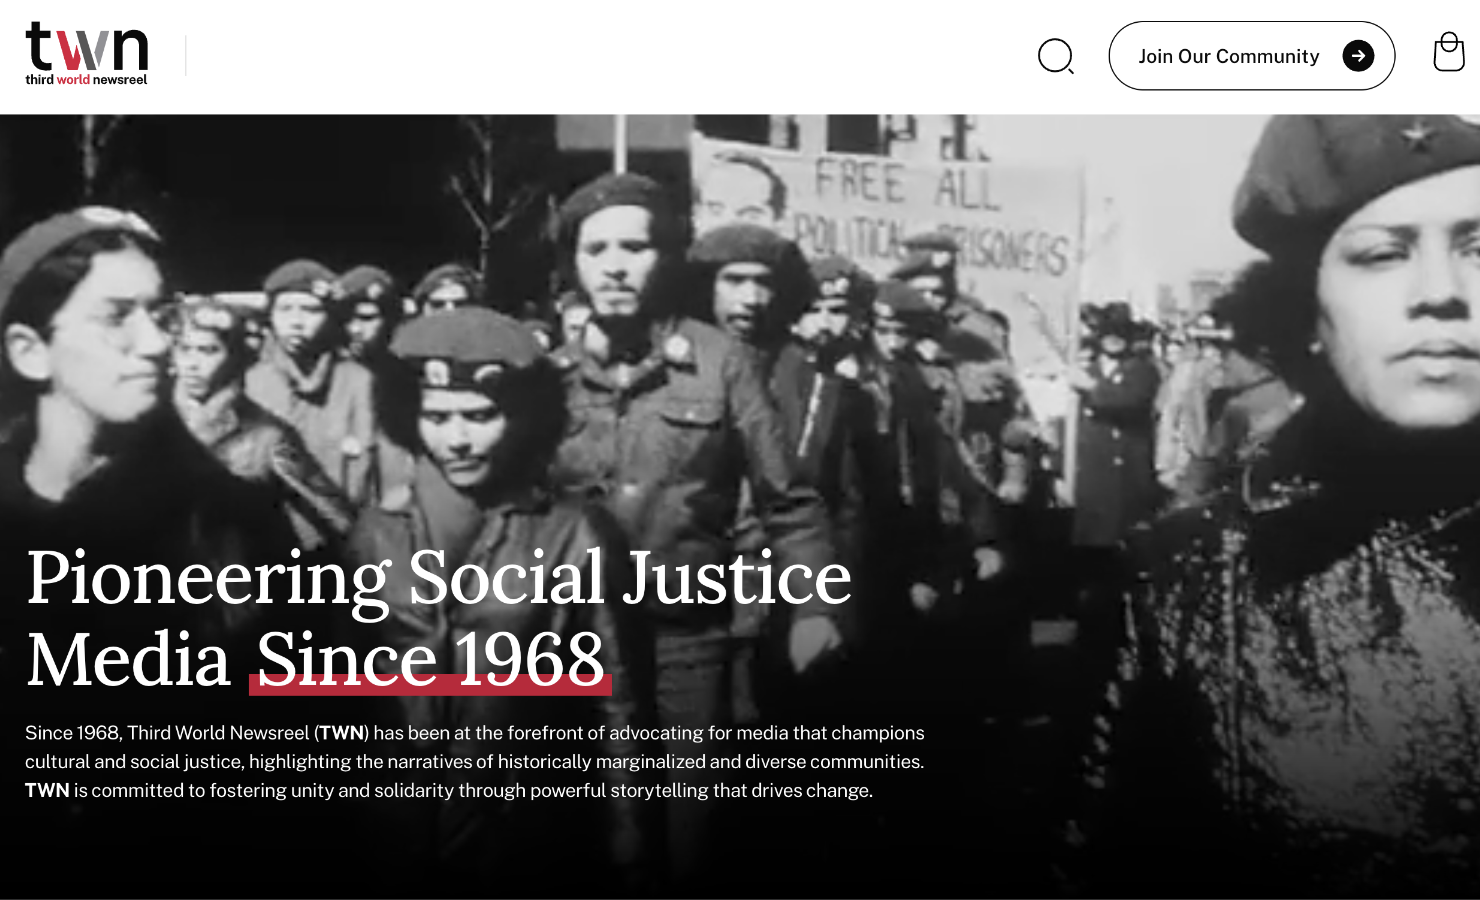 twn
third world newsreel
Join Our Community
FREE ALL
POLITICAL PRISONERS
Pioneering Social Justice
Media Since 1968
Since 1968, Third World Newsreel (TWN) has been at the forefront of advocating for media that champions
cultural and social justice, highlighting the narratives of historically marginalized and diverse communities.
TWN is committed to fostering unity and solidarity through powerful storytelling that drives change.